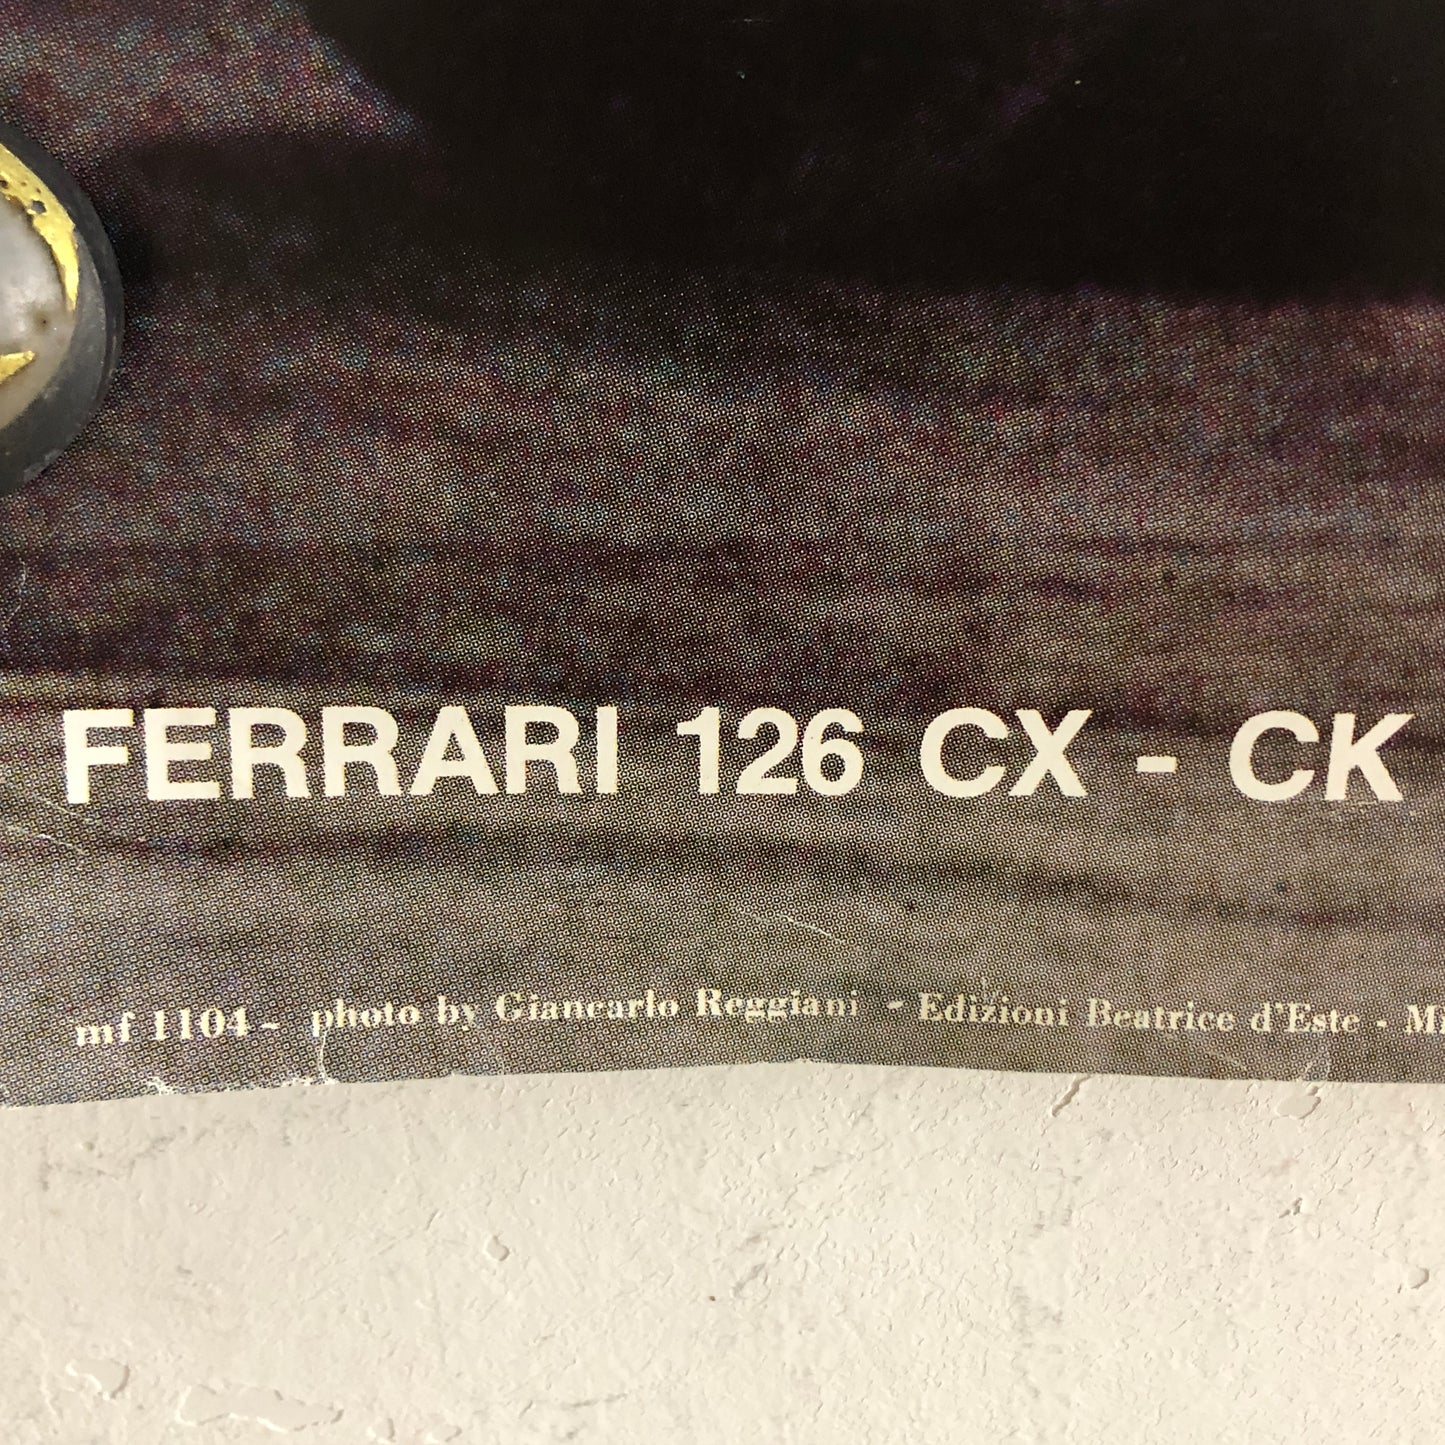 FERRARI 126 CX - CK
mf 1104 - photo by Giancarlo Reggiani - Edizioni Beatrice d'Este -